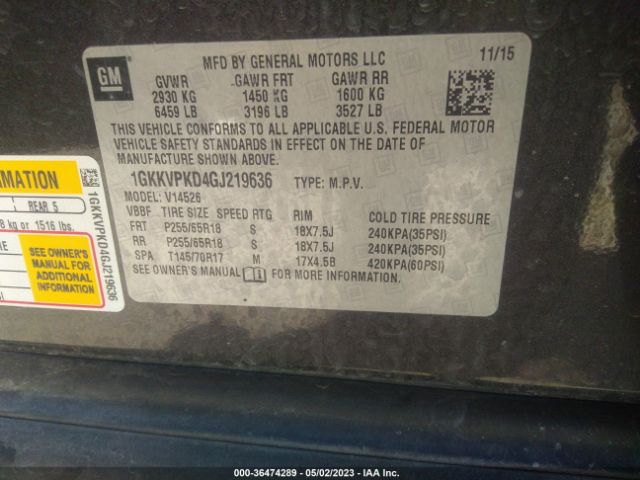 GM
MFD BY GENERAL MOTORS LLC 11/15
GVWR GAWR FRT GAWR RR
2930 KG 1450 KG 1600 KG
6459 LB 3196 LB 3527 LB
THIS VEHICLE CONFORMS TO ALL APPLICABLE U.S. FEDERAL MOTOR
VEHICLE SAFETY STANDARDS IN EFFECT ON THE DATE OF
MANUFACTURE SHOWN ABOVE.
1GKKVPKD4GJ219636 TYPE: M.P.V.
MODEL: V14526
VBBF TIRE SIZE SPEED RTG RIM COLD TIRE PRESSURE
FRT P255/65R18 S 18X7.5J 240KPA(35PSI)
RR P255/65R18 S 18X7.5J 240KPA(35PSI)
SPA T145/70R17 M 17X4.5B 420KPA(60PSI)
SEE OWNER'S MANUAL FOR MORE INFORMATION.
REAR 5
kg or 1516 lbs.
SEE OWNER'S
MANUAL FOR
ADDITIONAL
INFORMATION
1GKKVPKD4GJ219636
000-36474289 - 05/02/2023 - IAA Inc.